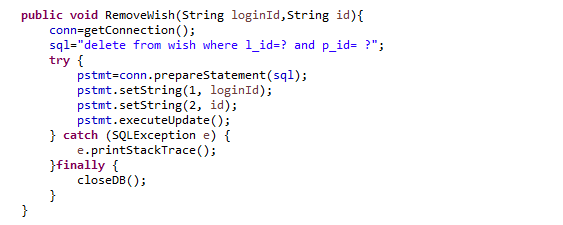 public void RemoveWish(String loginId,String id){
    conn=getConnection();
    sql="delete from wish where l_id=? and p_id= ?";
    try {
        pstmt=conn.prepareStatement(sql);
        pstmt.setString(1, loginId);
        pstmt.setString(2, id);
        pstmt.executeUpdate();
    } catch (SQLException e) {
        e.printStackTrace();
    }finally {
        closeDB();
    }
}